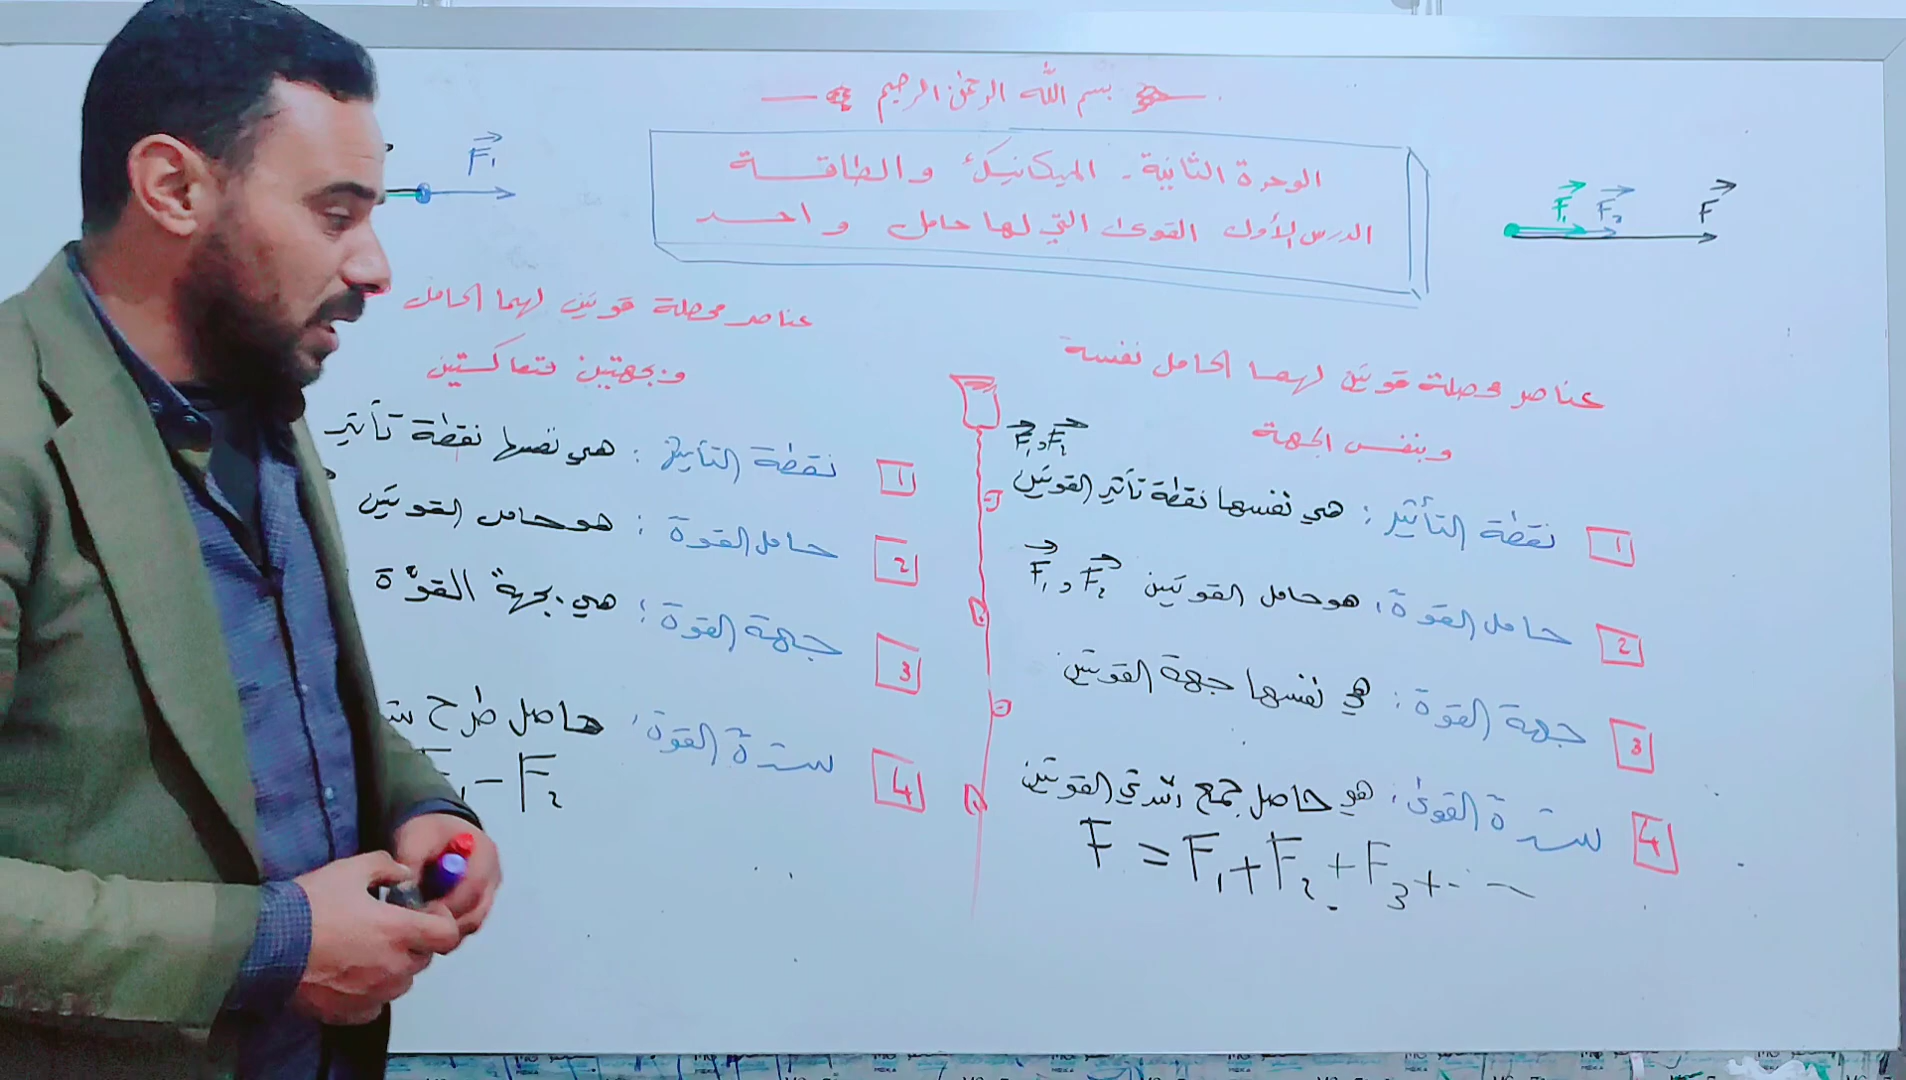 بسم الله الرحمن الرحيم
الوحدة الثانية - الميكانيك والطاقة
الدرس الأول القوى التي لها حامل واحد
F₁ F₂ F
عناصر محصلة قوتين لهما الحامل نفسه
وبنفس الجهة
F₁ و F₂
1 نقطة التأثير : هي نفسها نقطة تأثير القوتين
2 حامل القوة : هو حامل القوتين F₁ و F₂
3 جهة القوة : هي نفسها جهة القوتين
4 شدة القوى : هو حاصل جمع شدتي القوتين
F = F₁ + F₂ + F₃ + ...
F₁
عناصر محصلة قوتين لهما الحامل
وبجهتين متعاكستين
1 نقطة التأثير : هي نفسها نقطة تأثير
2 حامل القوة : هو حامل القوتين
3 جهة القوة : هي بجهة القوة
4 شدة القوة : حاصل طرح
- F₂